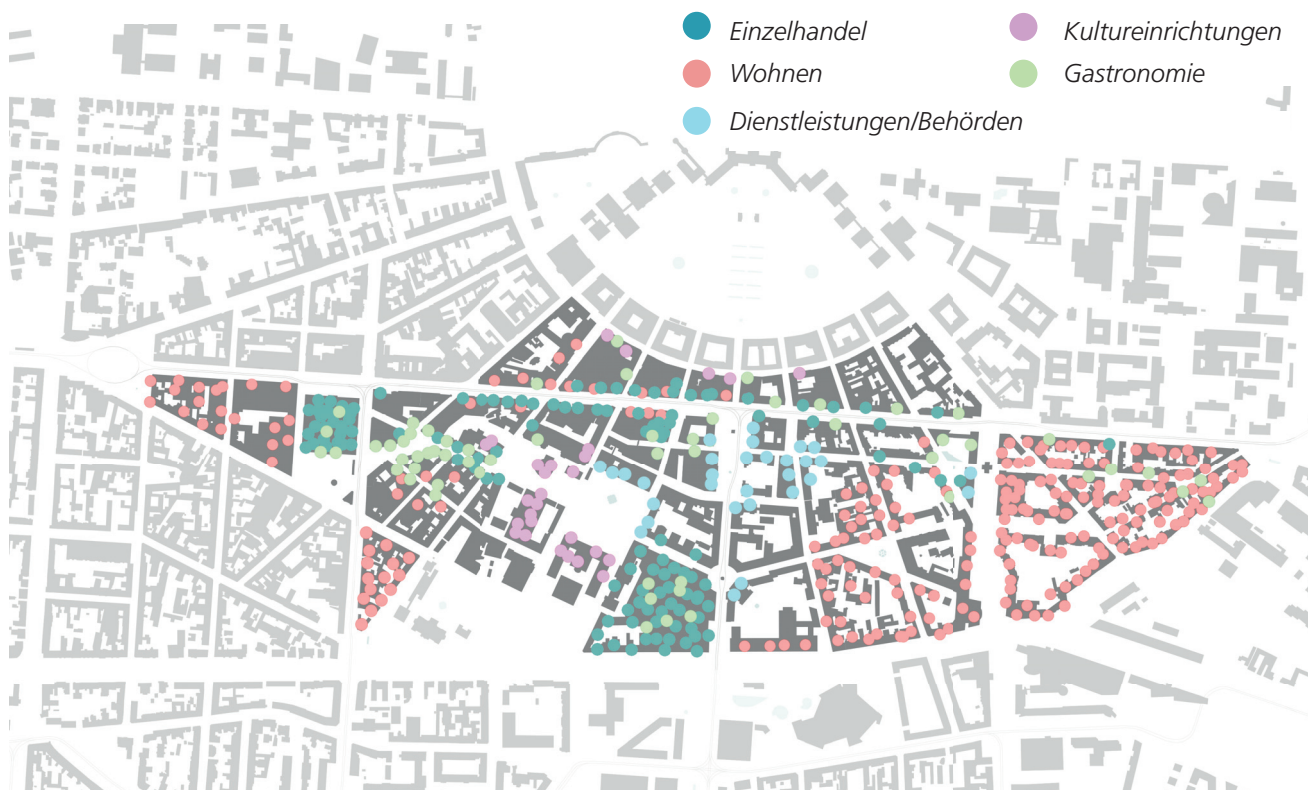 Einzelhandel
Wohnen
Dienstleistungen/Behörden
Kultureinrichtungen
Gastronomie